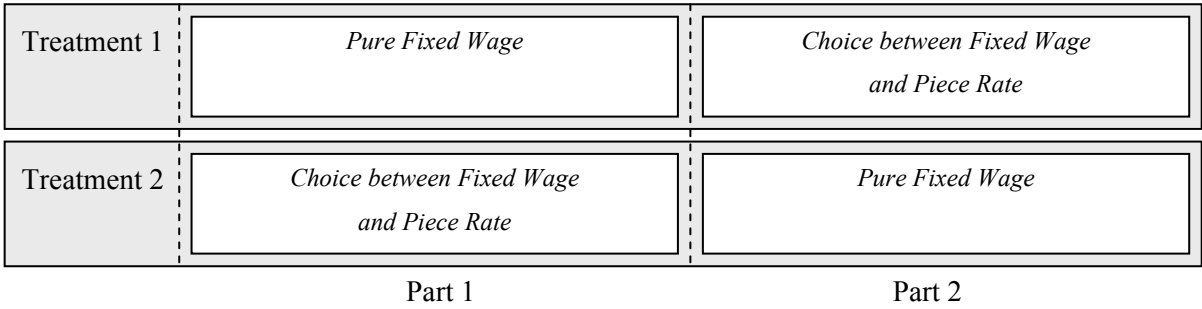 Treatment 1
Pure Fixed Wage
Choice between Fixed Wage
and Piece Rate
Treatment 2
Choice between Fixed Wage
and Piece Rate
Pure Fixed Wage
Part 1
Part 2